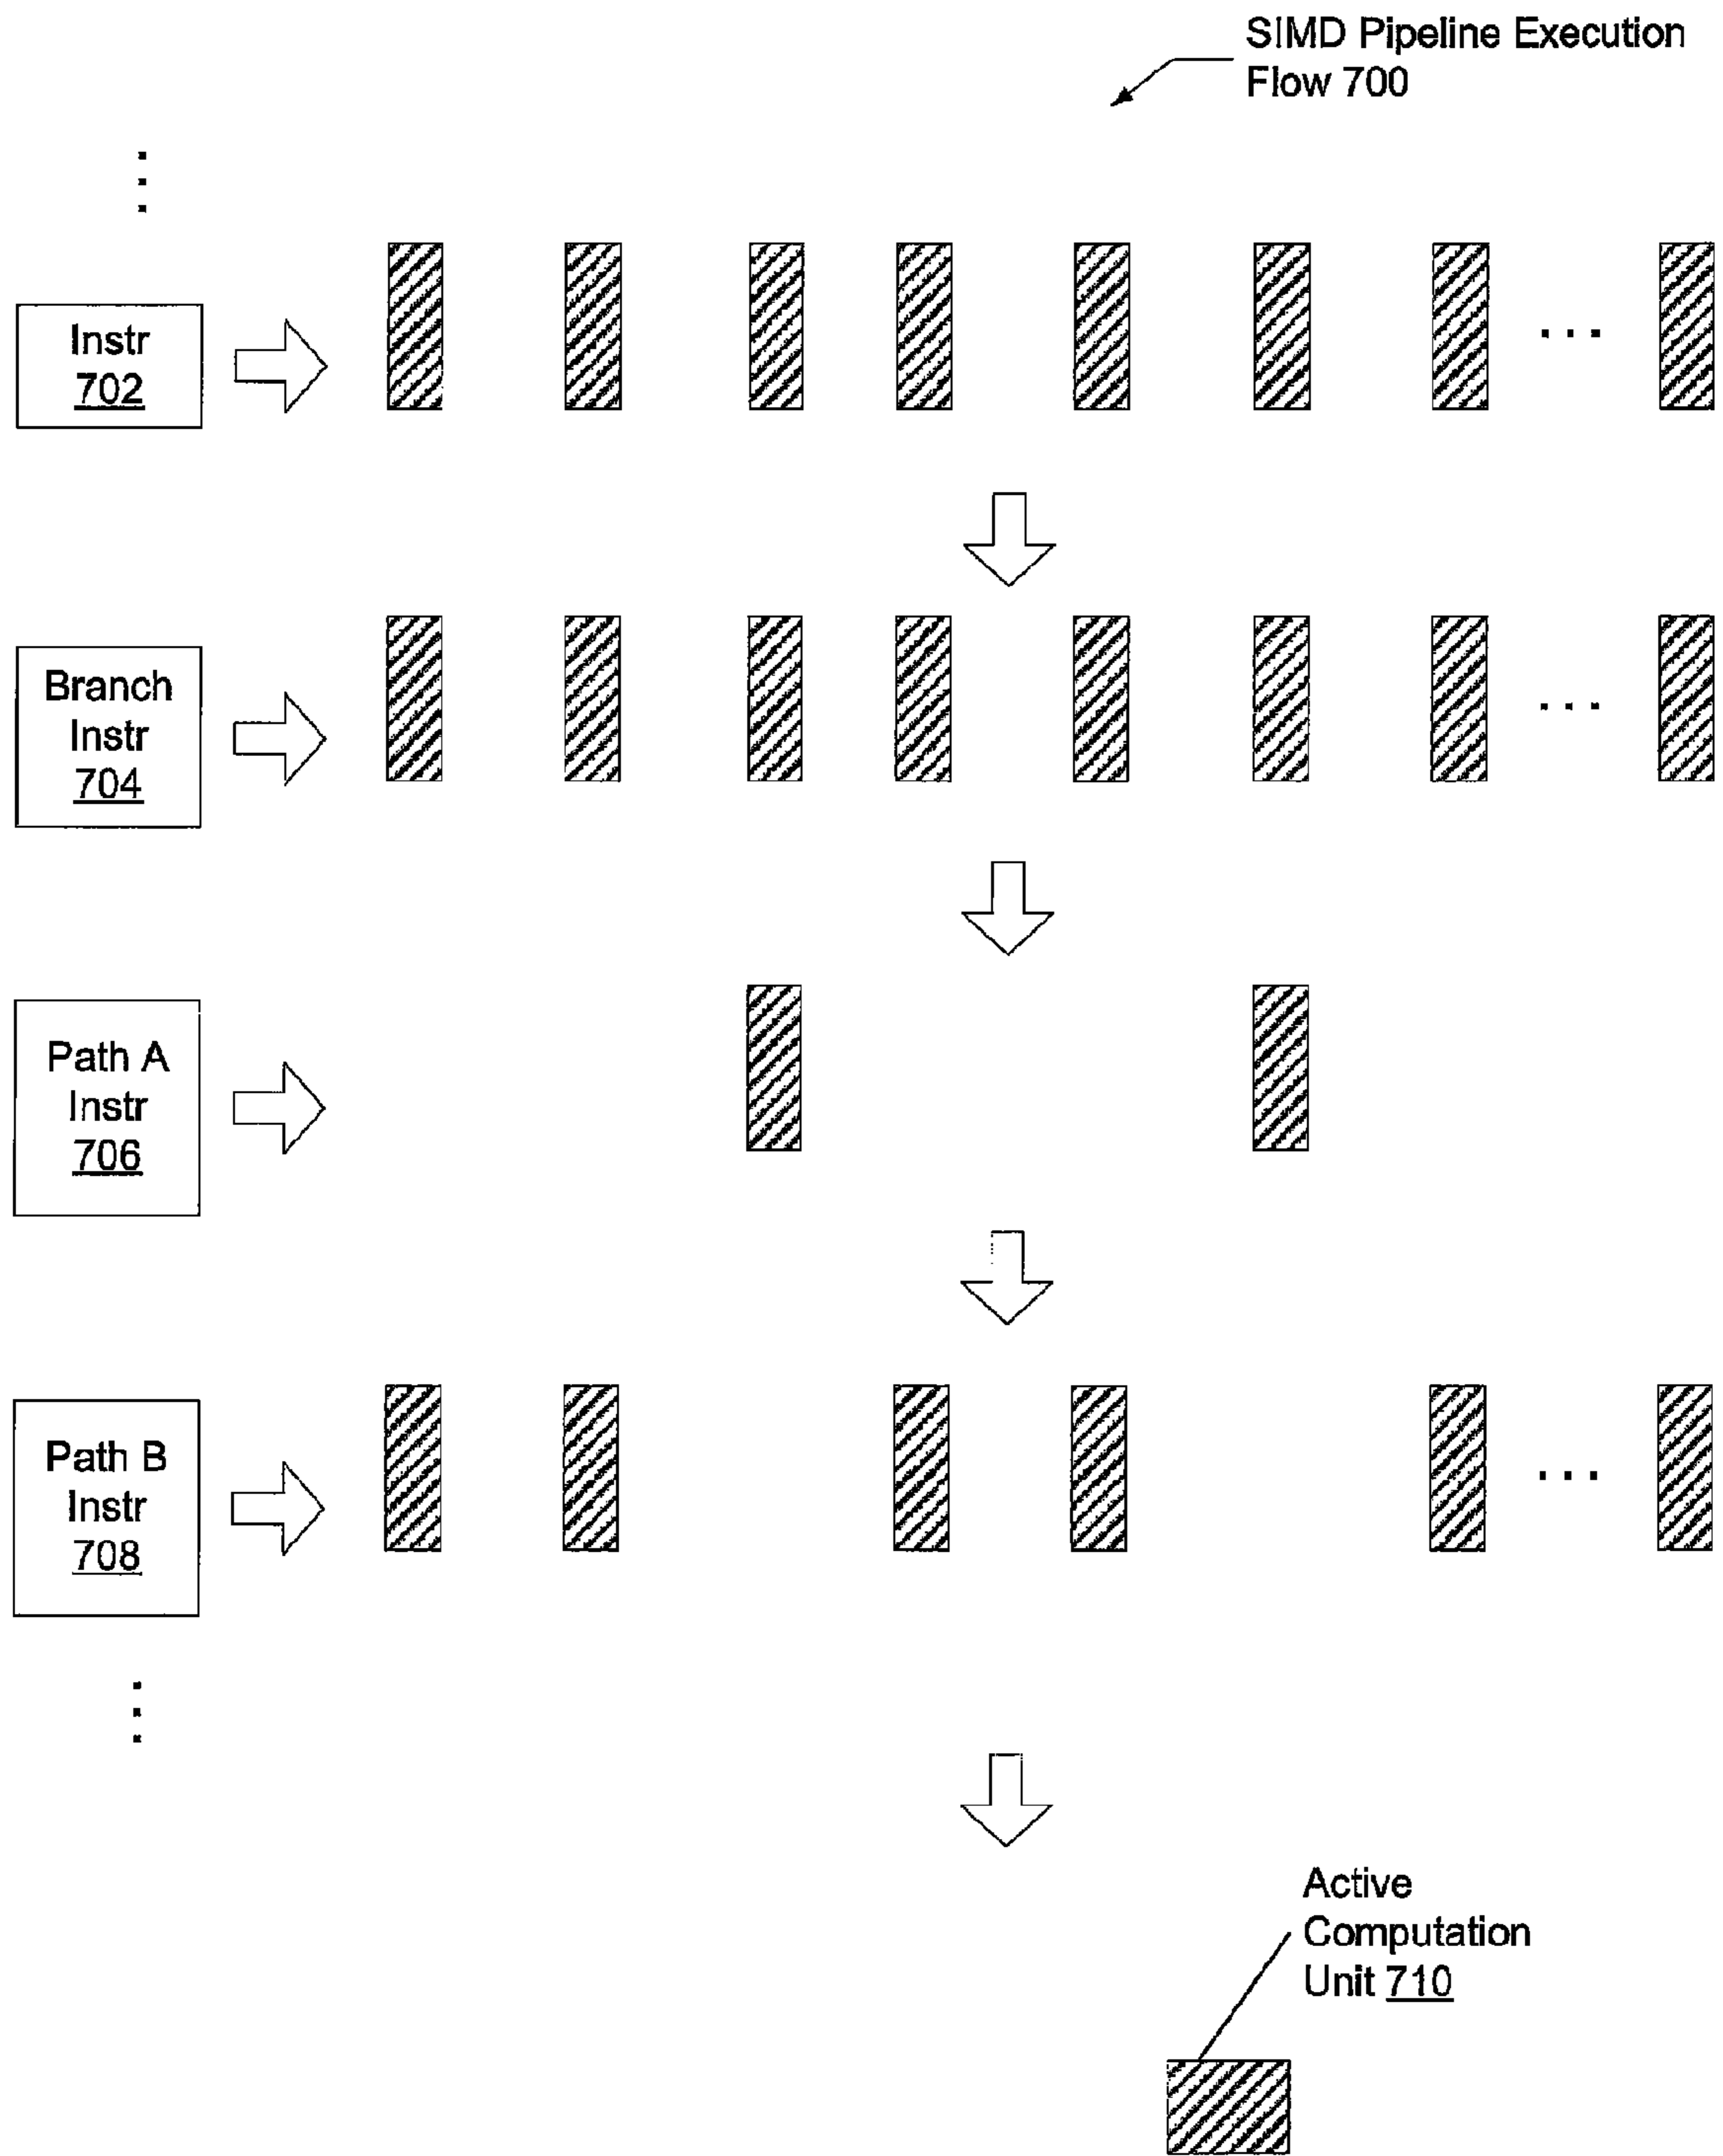 SIMD Pipeline Execution
Flow 700
Instr
702
Branch
Instr
704
Path A
Instr
706
Path B
Instr
708
Active
Computation
Unit 710